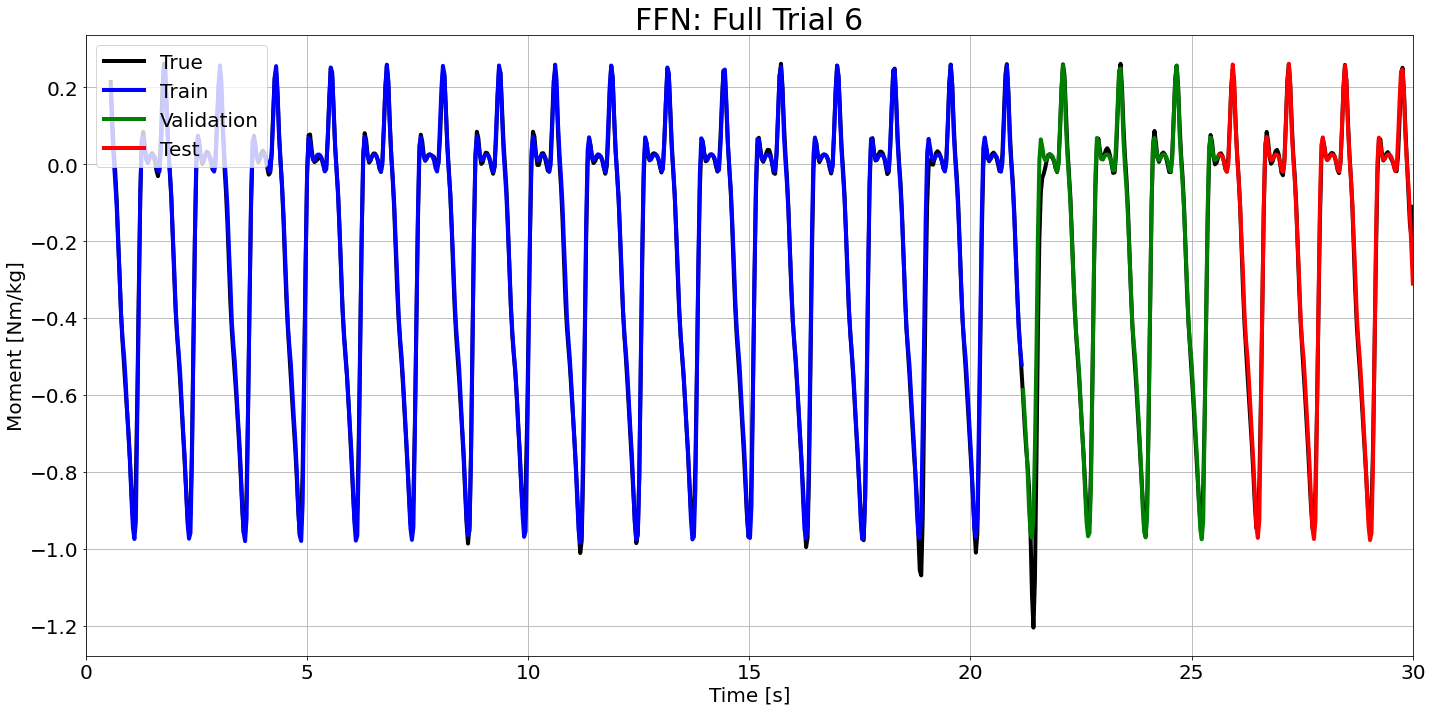 FFN: Full Trial 6
True
Train
Validation
Test
Moment [Nm/kg]
0.2
0.0
−0.2
−0.4
−0.6
−0.8
−1.0
−1.2
0 5 10 15 20 25 30
Time [s]